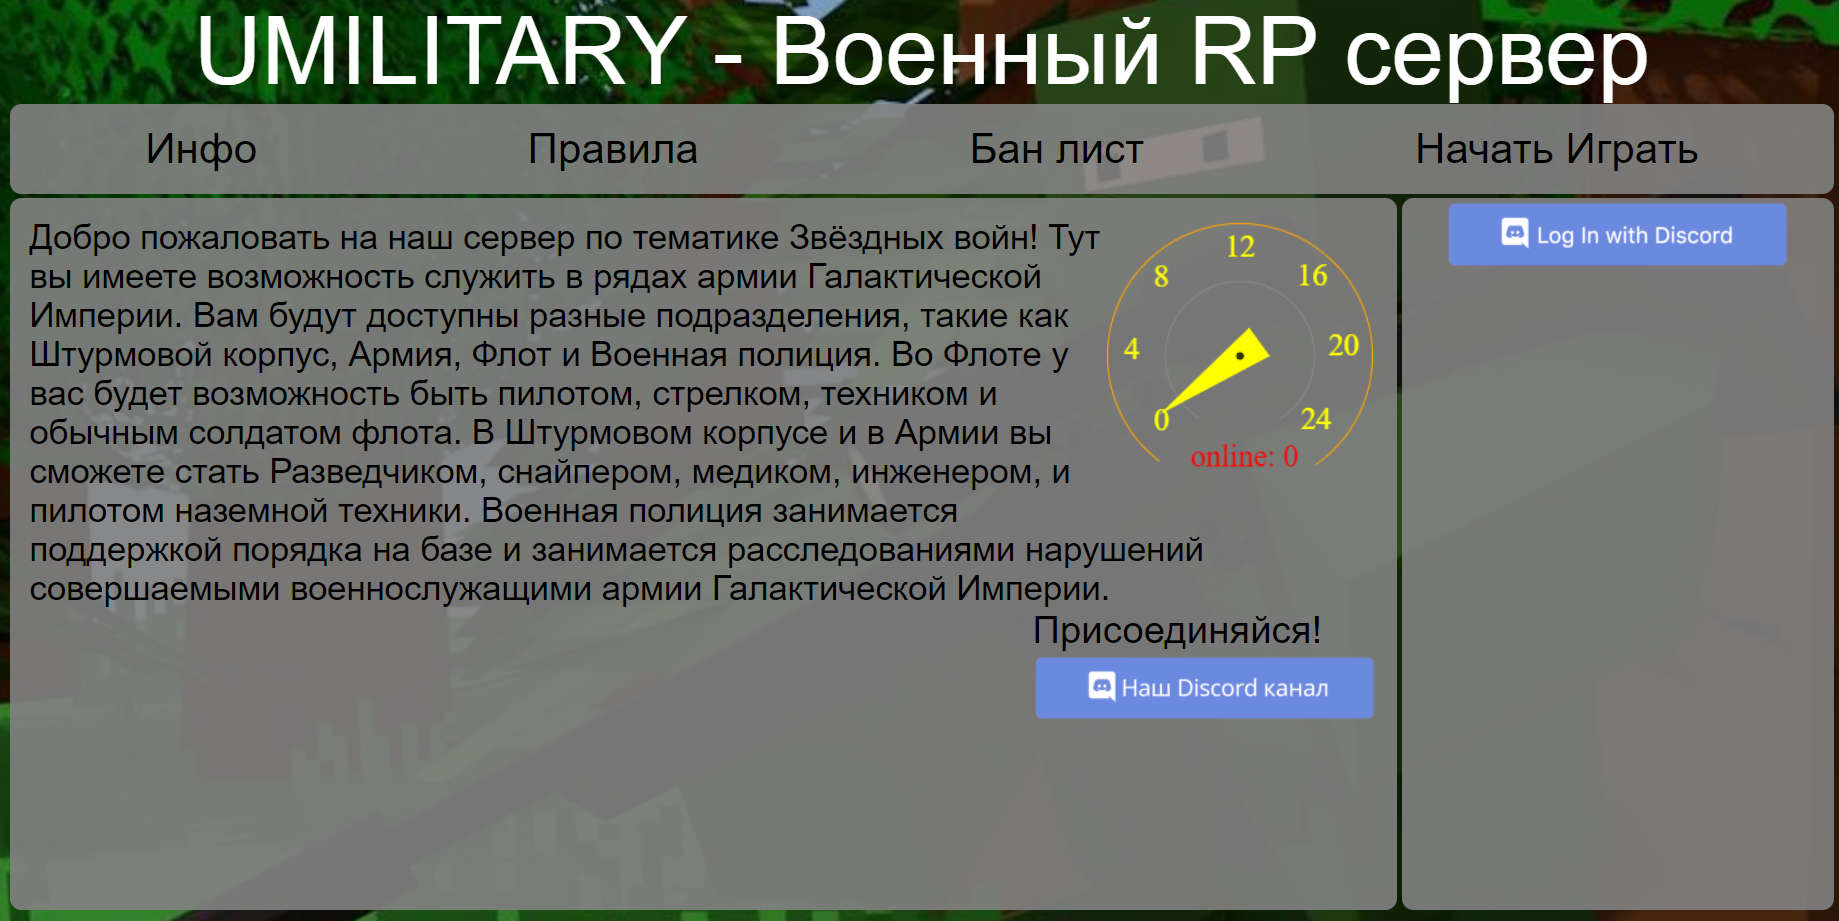 UMILITARY - Военный RP сервер
Инфо
Правила
Бан лист
Начать Играть
Добро пожаловать на наш сервер по тематике Звёздных войн! Тут
вы имеете возможность служить в рядах армии Галактической
Империи. Вам будут доступны разные подразделения, такие как
Штурмовой корпус, Армия, Флот и Военная полиция. Во Флоте у
вас будет возможность быть пилотом, стрелком, техником и
обычным солдатом флота. В Штурмовом корпусе и в Армии вы
сможете стать Разведчиком, снайпером, медиком, инженером, и
пилотом наземной техники. Военная полиция занимается
поддержкой порядка на базе и занимается расследованиями нарушений
совершаемыми военнослужащими армии Галактической Империи.
0
4
8
12
16
20
24
online: 0
Присоединяйся!
Наш Discord канал
Log In with Discord